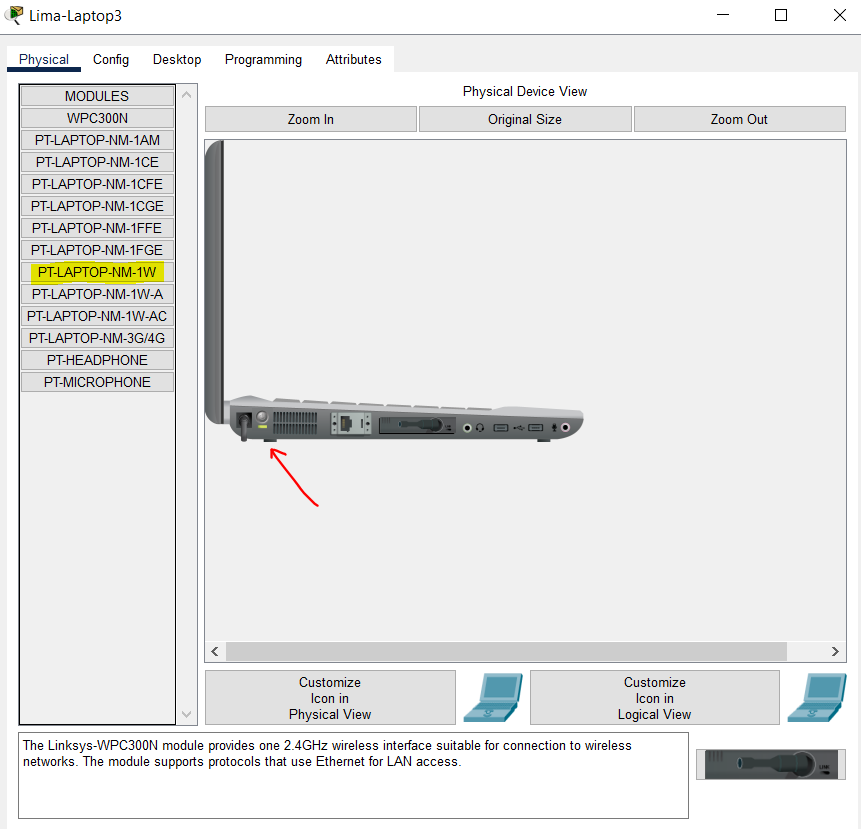 Lima-Laptop3
Physical Config Desktop Programming Attributes
MODULES
WPC300N
PT-LAPTOP-NM-1AM
PT-LAPTOP-NM-1CE
PT-LAPTOP-NM-1CFE
PT-LAPTOP-NM-1CGE
PT-LAPTOP-NM-1FFE
PT-LAPTOP-NM-1FGE
PT-LAPTOP-NM-1W
PT-LAPTOP-NM-1W-A
PT-LAPTOP-NM-1W-AC
PT-LAPTOP-NM-3G/4G
PT-HEADPHONE
PT-MICROPHONE
Physical Device View
Zoom In Original Size Zoom Out
Customize
Icon in
Physical View
Customize
Icon in
Logical View
The Linksys-WPC300N module provides one 2.4GHz wireless interface suitable for connection to wireless
networks. The module supports protocols that use Ethernet for LAN access.
LINK